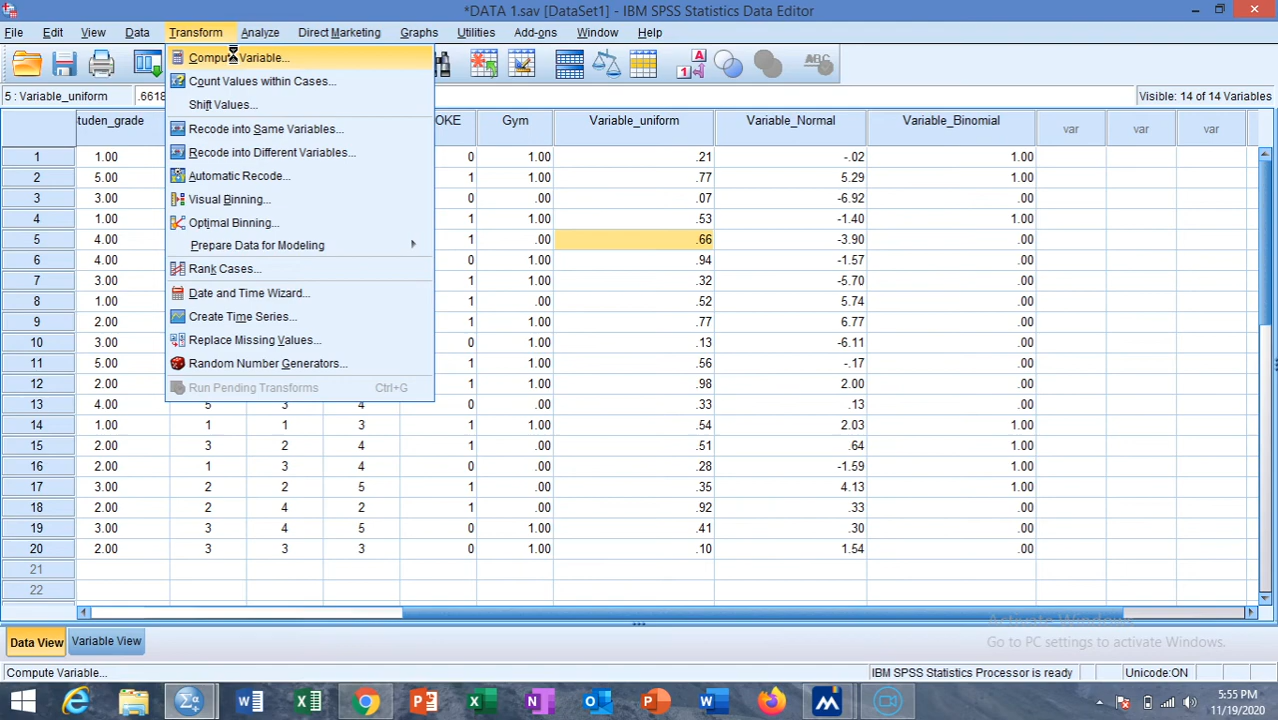 *DATA 1.sav [DataSet1] - IBM SPSS Statistics Data Editor
File Edit View Data Transform Analyze Direct Marketing Graphs Utilities Add-ons Window Help
5 : Variable_uniform .6618 Visible: 14 of 14 Variables
Compute Variable...
Count Values within Cases...
Shift Values...
Recode into Same Variables...
Recode into Different Variables...
Automatic Recode...
Visual Binning...
Optimal Binning...
Prepare Data for Modeling
Rank Cases...
Date and Time Wizard...
Create Time Series...
Replace Missing Values...
Random Number Generators...
Run Pending Transforms Ctrl+G
tuden_grade OKE Gym Variable_uniform Variable_Normal Variable_Binomial var var var
1 1.00 0 1.00 .21 -.02 1.00
2 5.00 1 1.00 .77 5.29 1.00
3 3.00 0 .00 .07 -6.92 .00
4 1.00 1 1.00 .53 -1.40 1.00
5 4.00 1 .00 .66 -3.90 .00
6 4.00 0 1.00 .94 -1.57 .00
7 3.00 1 1.00 .32 -5.70 .00
8 1.00 1 .00 .52 5.74 .00
9 2.00 0 1.00 .77 6.77 .00
10 3.00 0 .00 .13 -6.11 .00
11 5.00 1 1.00 .56 -.17 .00
12 2.00 1 1.00 .98 2.00 .00
13 4.00 5 3 4 0 .00 .33 .13 .00
14 1.00 1 1 3 1 1.00 .54 2.03 1.00
15 2.00 3 2 4 1 .00 .51 .64 1.00
16 2.00 1 3 4 0 .00 .28 -1.59 1.00
17 3.00 2 2 5 1 .00 .35 4.13 1.00
18 2.00 2 4 2 1 .00 .92 .33 .00
19 3.00 3 4 5 0 1.00 .41 .30 .00
20 2.00 3 3 3 0 1.00 .10 1.54 .00
21
22
Activate Windows
Go to PC settings to activate Windows.
Data View Variable View
Compute Variable... IBM SPSS Statistics Processor is ready Unicode:ON
5:55 PM
11/19/2020